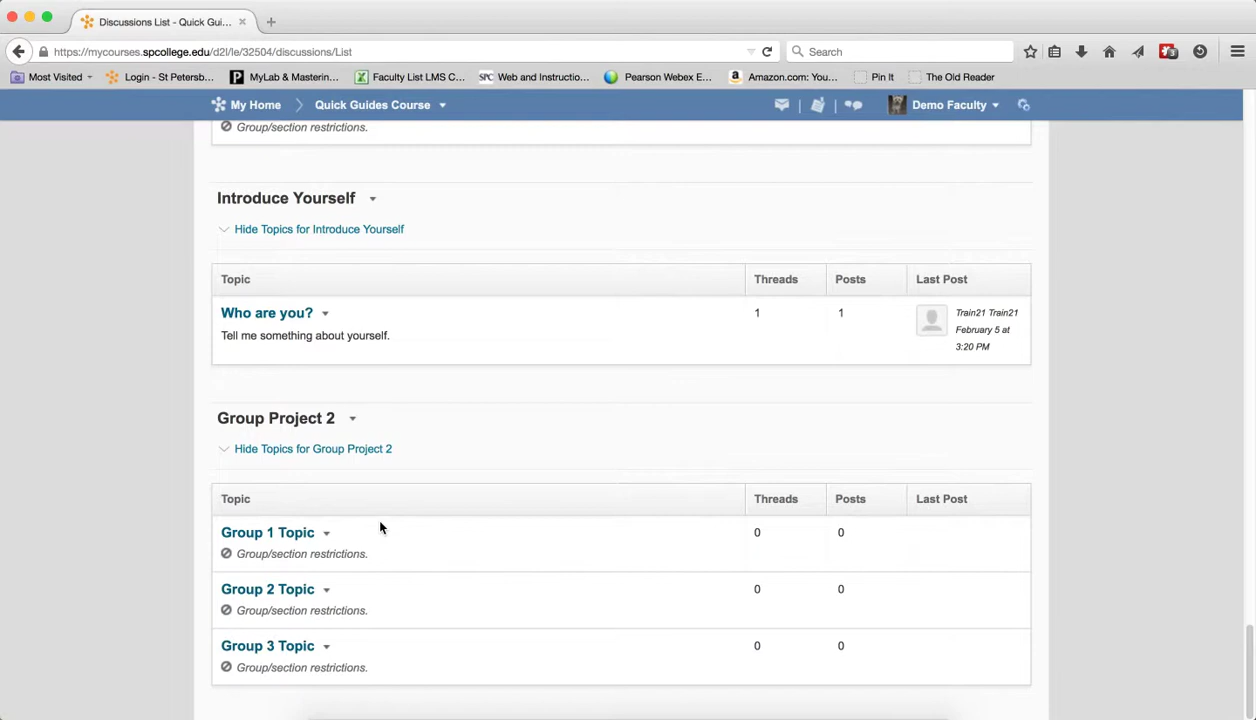 Discussions List - Quick Gui...
https://mycourses.spcollege.edu/d2l/le/32504/discussions/List
Search
Most Visited
Login - St Petersb...
MyLab & Mastering...
Faculty List LMS C...
SPC Web and Instructio...
Pearson Webex E...
Amazon.com: You...
Pin It
The Old Reader
My Home
Quick Guides Course
Demo Faculty
Group/section restrictions.
Introduce Yourself
Hide Topics for Introduce Yourself
Topic Threads Posts Last Post
Who are you? 1 1 Train21 Train21
Tell me something about yourself. February 5 at
3:20 PM
Group Project 2
Hide Topics for Group Project 2
Topic Threads Posts Last Post
Group 1 Topic 0 0
Group/section restrictions.
Group 2 Topic 0 0
Group/section restrictions.
Group 3 Topic 0 0
Group/section restrictions.